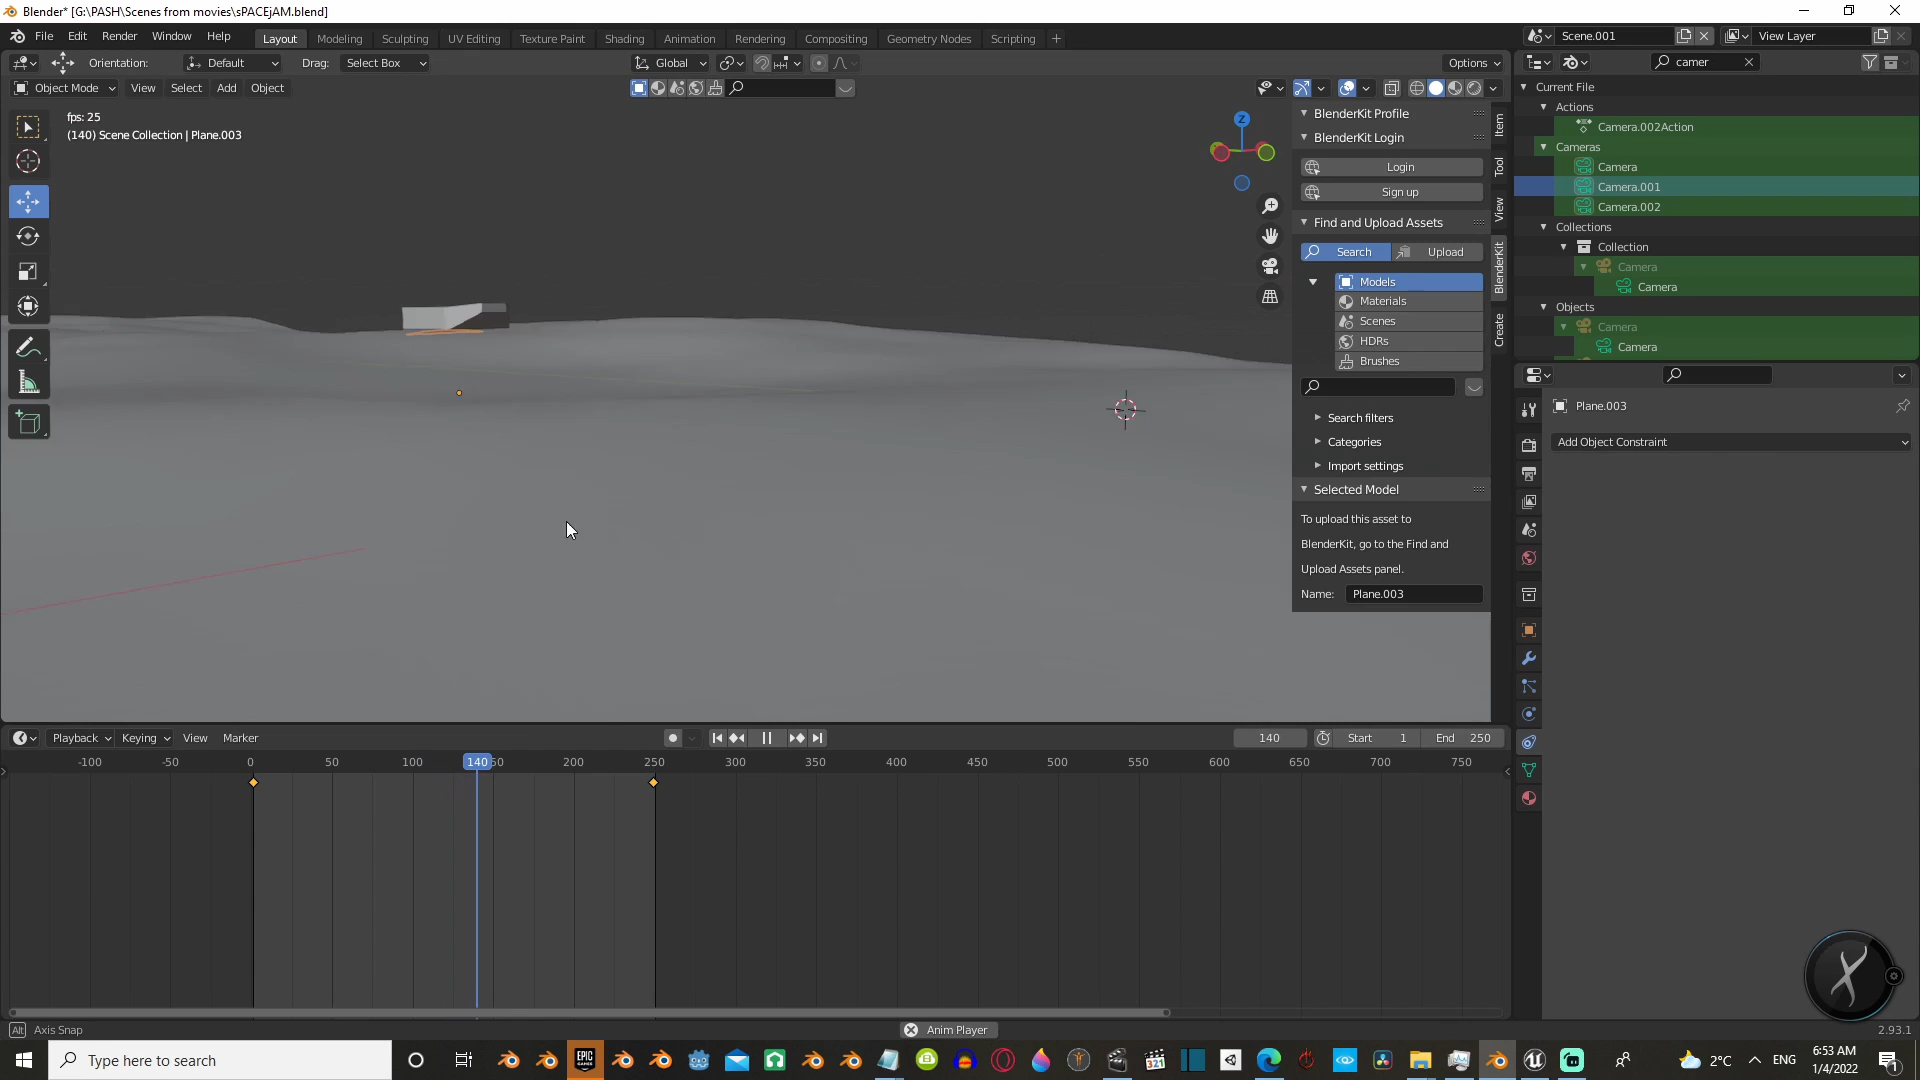 Blender* [G:\PASH\Scenes from movies\sPACEjAM.blend]
File Edit Render Window Help
Layout Modeling Sculpting UV Editing Texture Paint Shading Animation Rendering Compositing Geometry Nodes Scripting
Scene.001
View Layer
Orientation: Default Drag: Select Box Global Options
camer
Object Mode View Select Add Object
Current File
Actions
Camera.002Action
Cameras
Camera
Camera.001
Camera.002
Collections
Collection
Camera
Camera
Objects
Camera
Camera
fps: 25
(140) Scene Collection | Plane.003
Z
BlenderKit Profile
BlenderKit Login
Login
Sign up
Find and Upload Assets
Search Upload
Models
Materials
Scenes
HDRs
Brushes
Search filters
Categories
Import settings
Selected Model
To upload this asset to
BlenderKit, go to the Find and
Upload Assets panel.
Name: Plane.003
Item
Tool
View
BlenderKit
Create
Plane.003
Add Object Constraint
Playback Keying View Marker
140 Start 1 End 250
-100 -50 0 50 100 140 150 200 250 300 350 400 450 500 550 600 650 700 750
Alt Axis Snap
Anim Player
2.93.1
Type here to search
EPIC GAMES
321
2°C
ENG
6:53 AM
1/4/2022
1